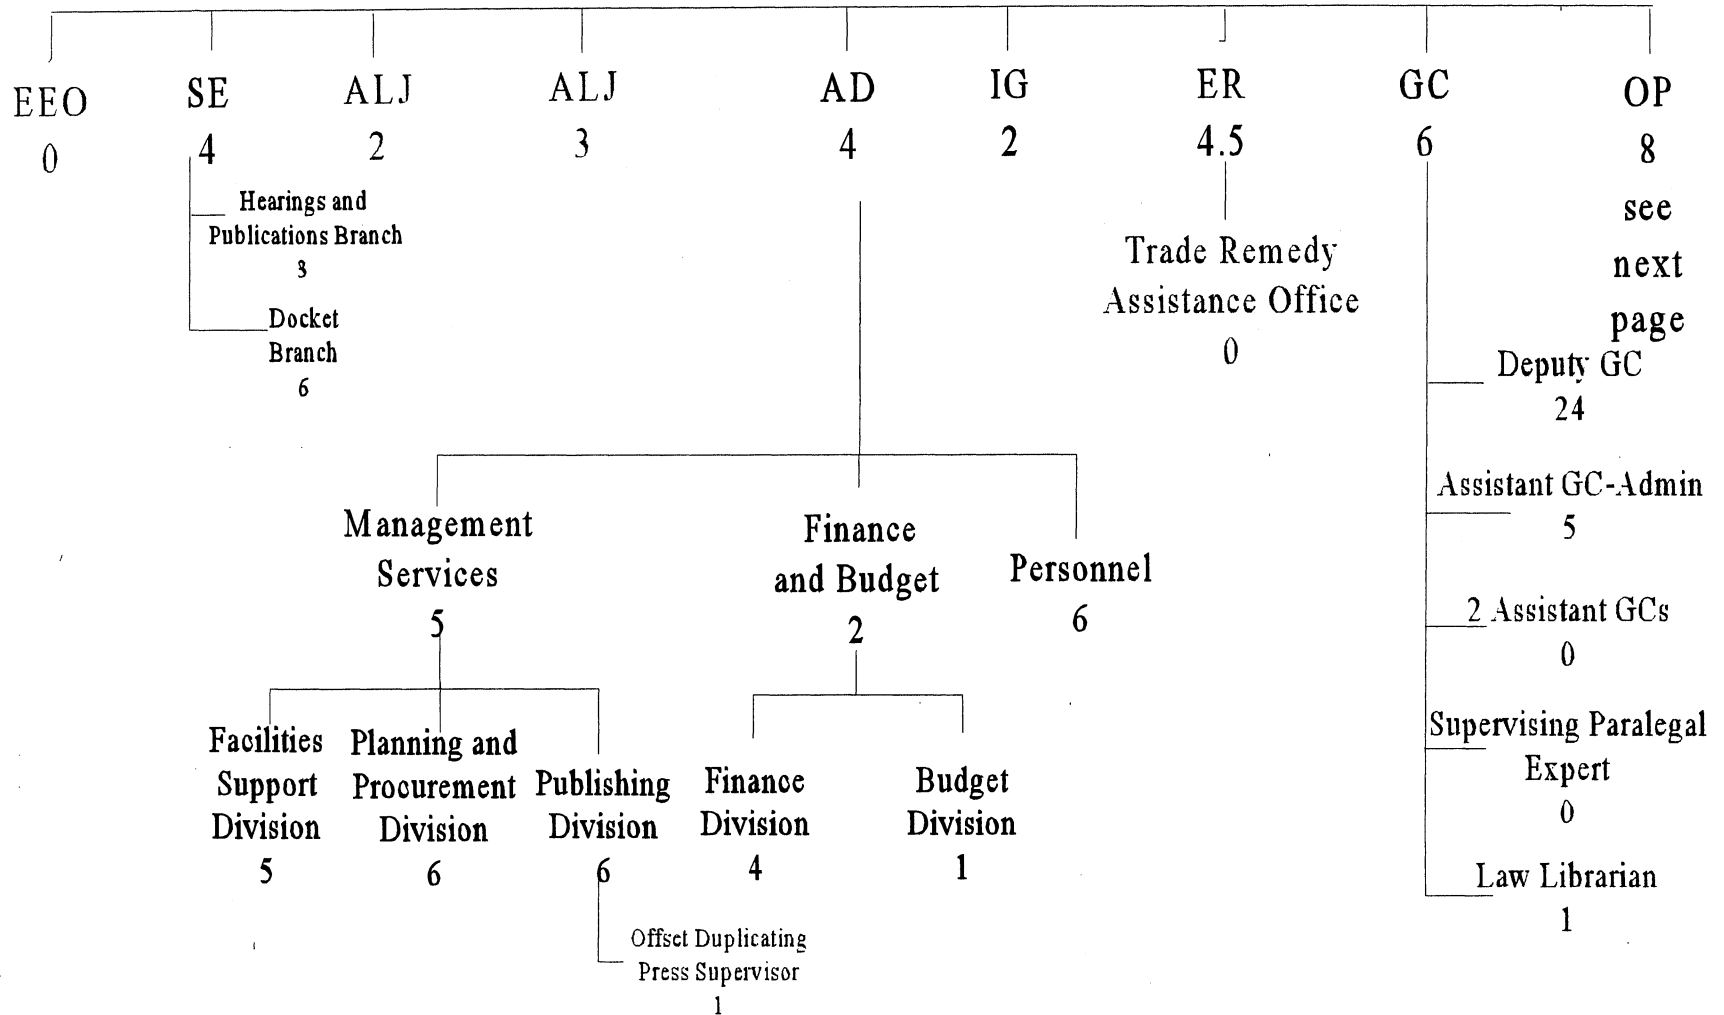 EEO
0
SE
4
ALJ
2
ALJ
3
AD
4
IG
2
ER
4.5
GC
6
OP
8
see
next
page
Hearings and
Publications Branch
3
Docket
Branch
6
Trade Remedy
Assistance Office
0
Deputy GC
24
Assistant GC-Admin
5
2 Assistant GCs
0
Supervising Paralegal
Expert
0
Law Librarian
1
Management
Services
5
Finance
and Budget
2
Personnel
6
Facilities
Support
Division
5
Planning and
Procurement
Division
6
Publishing
Division
6
Finance
Division
4
Budget
Division
1
Offset Duplicating
Press Supervisor
1